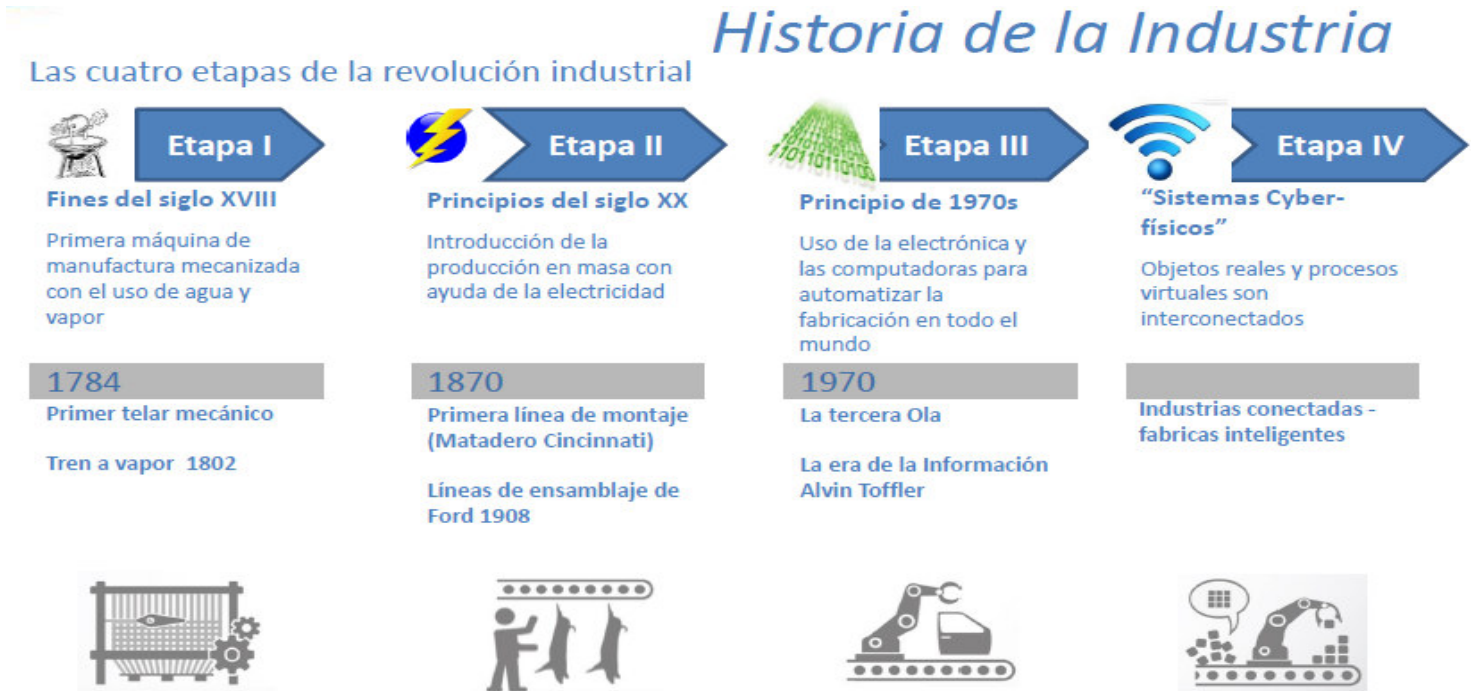 Historia de la Industria
Las cuatro etapas de la revolución industrial
Etapa I
Fines del siglo XVIII
Primera máquina de
manufactura mecanizada
con el uso de agua y
vapor
1784
Primer telar mecánico
Tren a vapor 1802
Etapa II
Principios del siglo XX
Introducción de la
producción en masa con
ayuda de la electricidad
1870
Primera línea de montaje
(Matadero Cincinnati)
Líneas de ensamblaje de
Ford 1908
Etapa III
Principio de 1970s
Uso de la electrónica y
las computadoras para
automatizar la
fabricación en todo el
mundo
1970
La tercera Ola
La era de la Información
Alvin Toffler
Etapa IV
“Sistemas Cyber-
físicos”
Objetos reales y procesos
virtuales son
interconectados
Industrias conectadas -
fabricas inteligentes